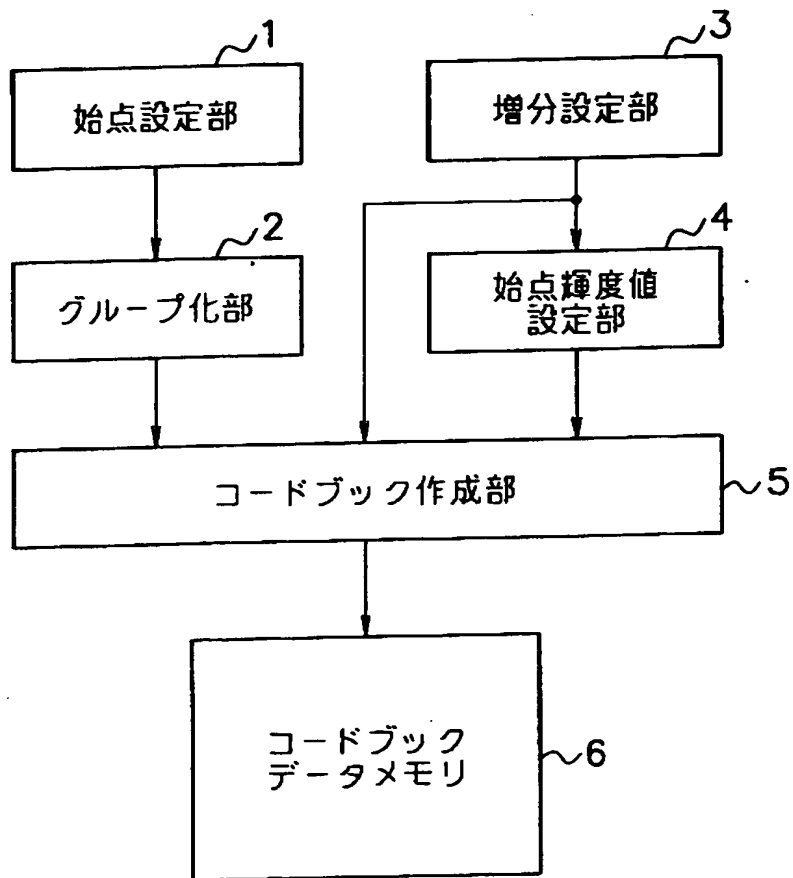 1
始点設定部
3
増分設定部
2
グループ化部
4
始点輝度値
設定部
コードブック作成部
5
コードブック
データメモリ
6